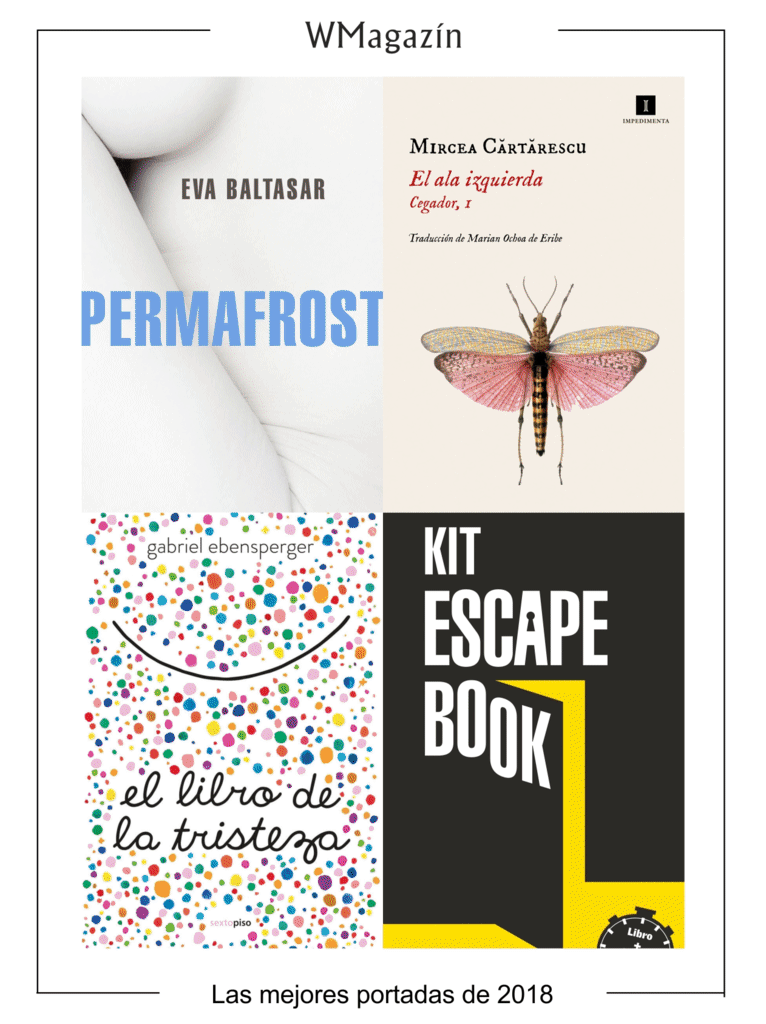 WMagazín
EVA BALTASAR
PERMAFROST
IMPEDIMENTA
MIRCEA CĂRTĂRESCU
El ala izquierda
Cegador, 1
Traducción de Marian Ochoa de Eribe
gabriel ebensperger
el libro de
la tristeza
sextopiso
KIT
ESCAPE
BOOK
Libro
+
Las mejores portadas de 2018